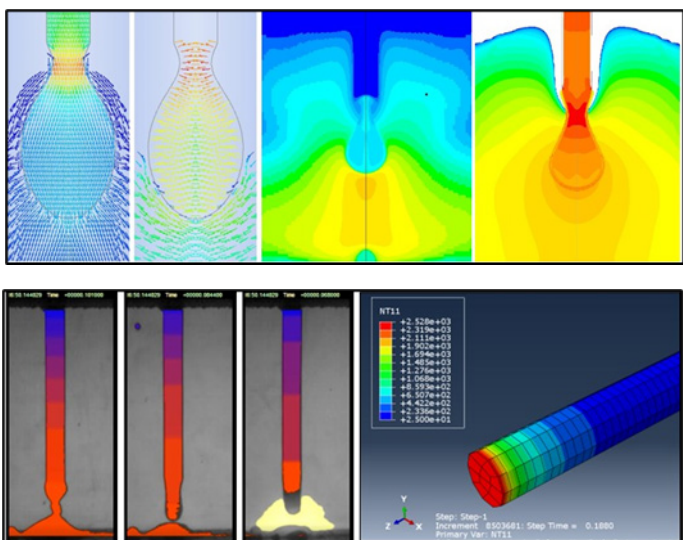 NT11
+2.528e+03
+2.319e+03
+2.111e+03
+1.902e+03
+1.694e+03
+1.485e+03
+1.276e+03
+1.068e+03
+8.593e+02
+6.507e+02
+4.422e+02
+2.336e+02
+2.500e+01
Y
Z
X
Step: Step-1
Increment 8503681: Step Time = 0.1880
Primary Var: NT11